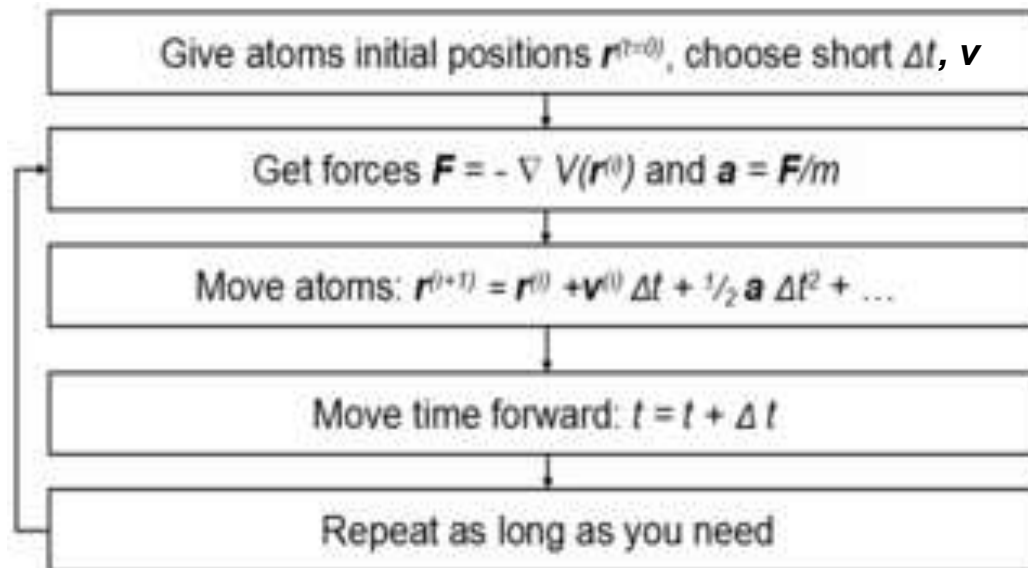 Give atoms initial positions r⁽ᵗ⁼⁰⁾, choose short Δt, v
Get forces F = - ∇ V(r⁽ⁱ⁾) and a = F/m
Move atoms: r⁽ⁱ⁺¹⁾ = r⁽ⁱ⁾ +v⁽ⁱ⁾ Δt + ¹/₂ a Δt² + ...
Move time forward: t = t + Δ t
Repeat as long as you need